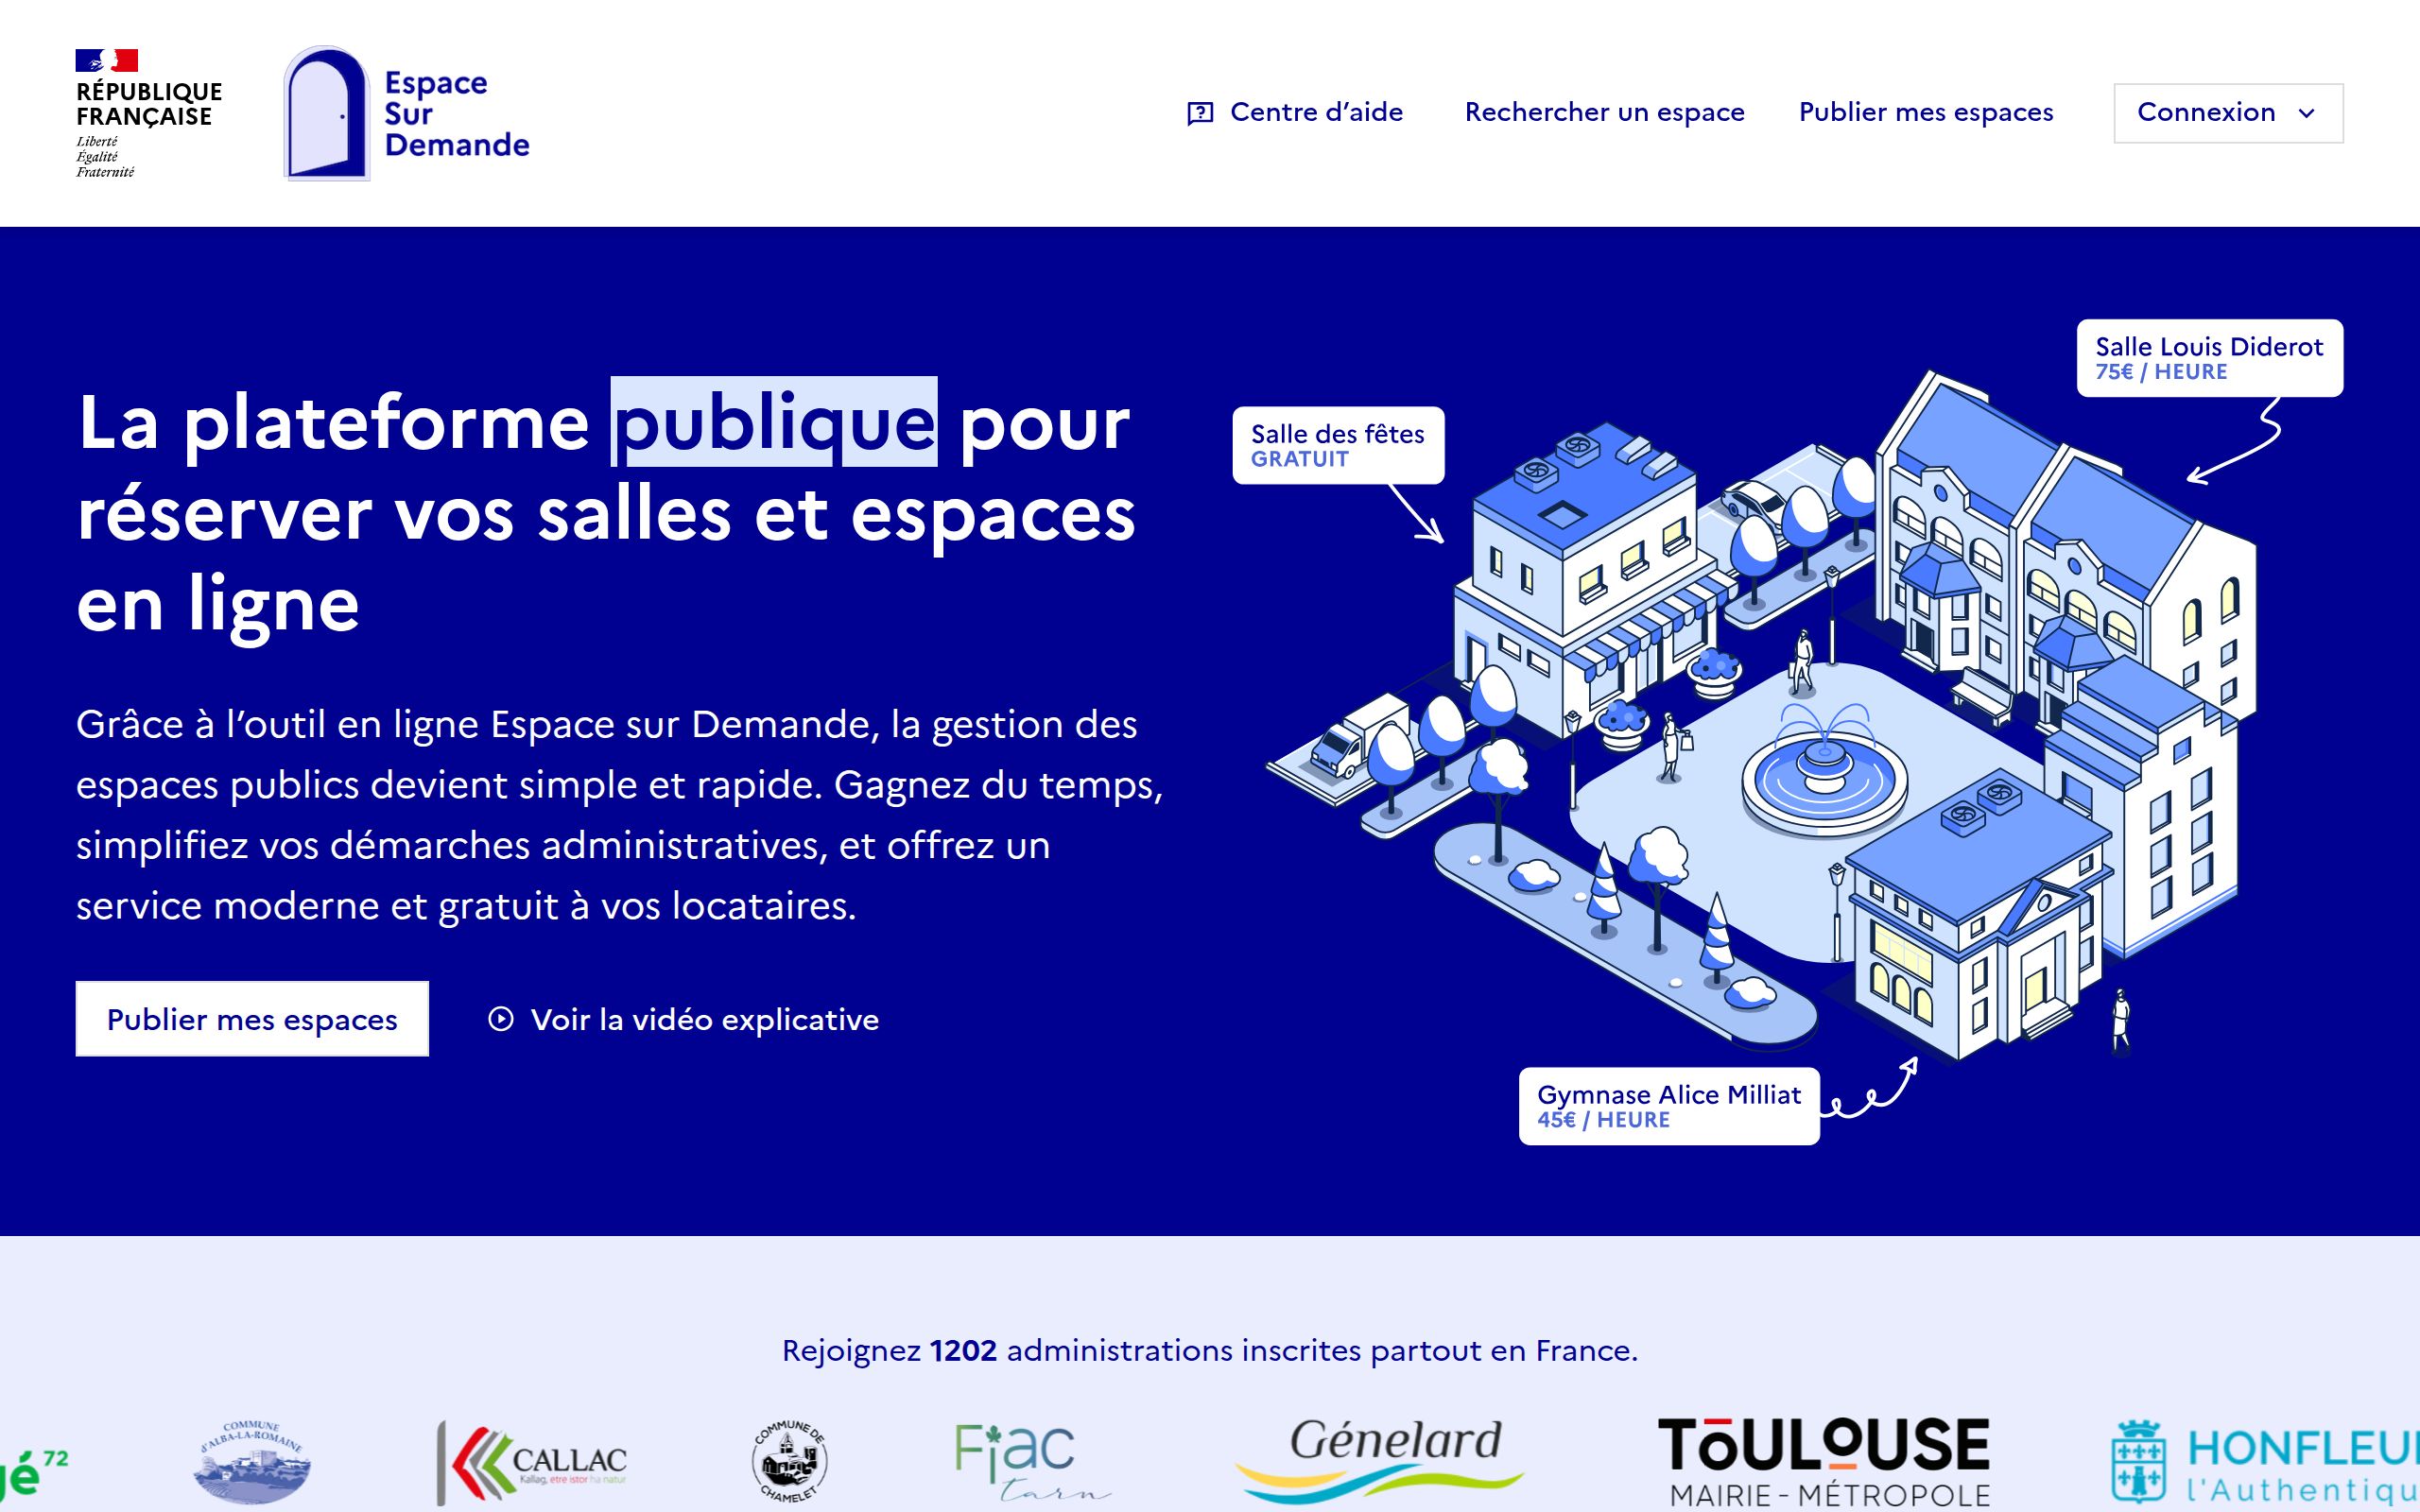 RÉPUBLIQUE
FRANÇAISE
Liberté
Égalité
Fraternité
Espace
Sur
Demande
Centre d’aide
Rechercher un espace
Publier mes espaces
Connexion
La plateforme publique pour
réserver vos salles et espaces
en ligne
Grâce à l’outil en ligne Espace sur Demande, la gestion des
espaces publics devient simple et rapide. Gagnez du temps,
simplifiez vos démarches administratives, et offrez un
service moderne et gratuit à vos locataires.
Publier mes espaces
Voir la vidéo explicative
Salle des fêtes
GRATUIT
Salle Louis Diderot
75€ / HEURE
Gymnase Alice Milliat
45€ / HEURE
Rejoignez 1202 administrations inscrites partout en France.
gé 72
COMMUNE
d'ALBA-LA-ROMAINE
CALLAC
Kallag, etre istor ha natur
COMMUNE DE
CHAMELET
Fiac
tarn
Génelard
TOULOUSE
MAIRIE - MÉTROPOLE
HONFLEU
l'Authentiqu